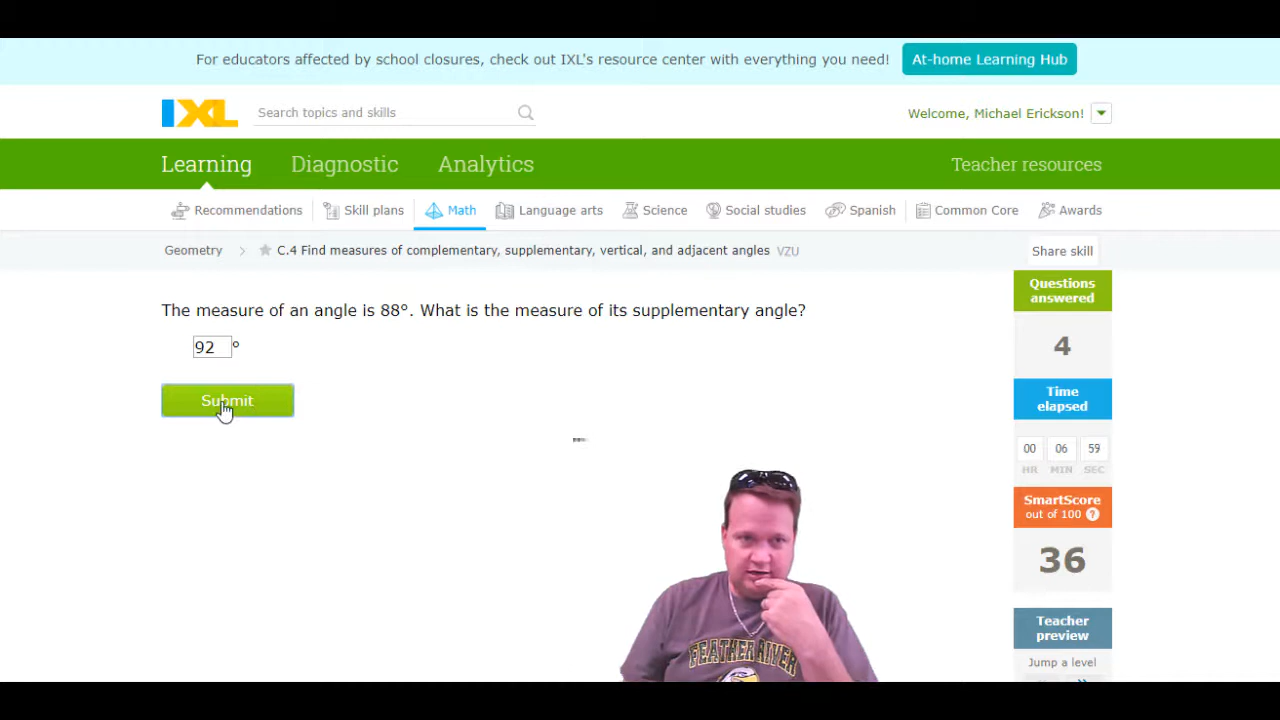 For educators affected by school closures, check out IXL's resource center with everything you need!
At-home Learning Hub
IXL
Search topics and skills
Welcome, Michael Erickson!
Learning
Diagnostic
Analytics
Teacher resources
Recommendations
Skill plans
Math
Language arts
Science
Social studies
Spanish
Common Core
Awards
Geometry
C.4 Find measures of complementary, supplementary, vertical, and adjacent angles VZU
Share skill
The measure of an angle is 88°. What is the measure of its supplementary angle?
92 °
Submit
Questions
answered
4
Time
elapsed
00 06 59
HR MIN SEC
SmartScore
out of 100 ?
36
Teacher
preview
Jump a level
FEATHER RIVER